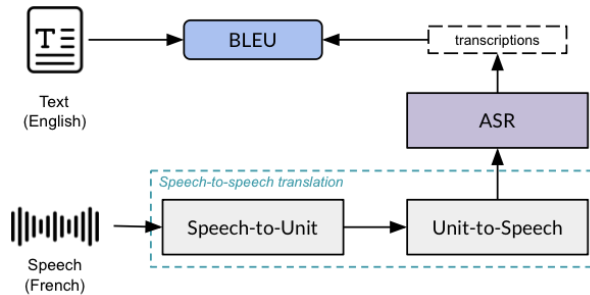 BLEU
transcriptions
Text
(English)
ASR
Speech-to-speech translation
Speech-to-Unit
Unit-to-Speech
Speech
(French)